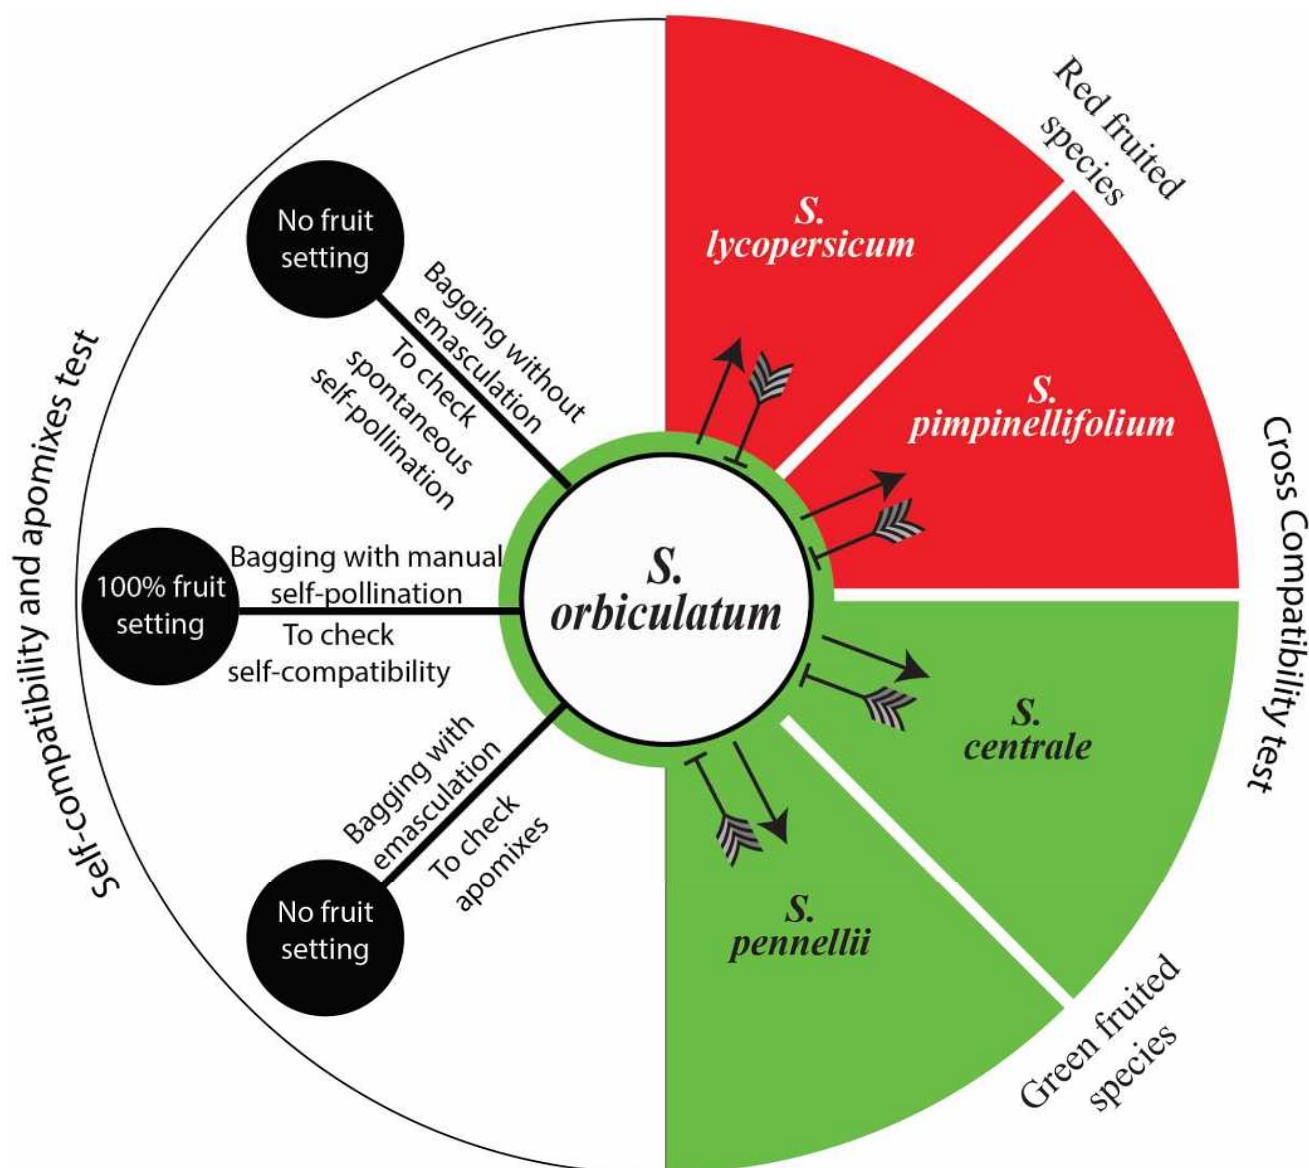 Self-compatibility and apomixes test
No fruit
setting
Bagging without
emasculation
To check
spontaneous
self-pollination
100% fruit
setting
Bagging with manual
self-pollination
To check
self-compatibility
No fruit
setting
Bagging with
emasculation
To check
apomixes
S.
orbiculatum
S.
lycopersicum
S.
pimpinellifolium
S.
centrale
S.
pennellii
Red fruited
species
Cross Compatibility test
Green fruited
species